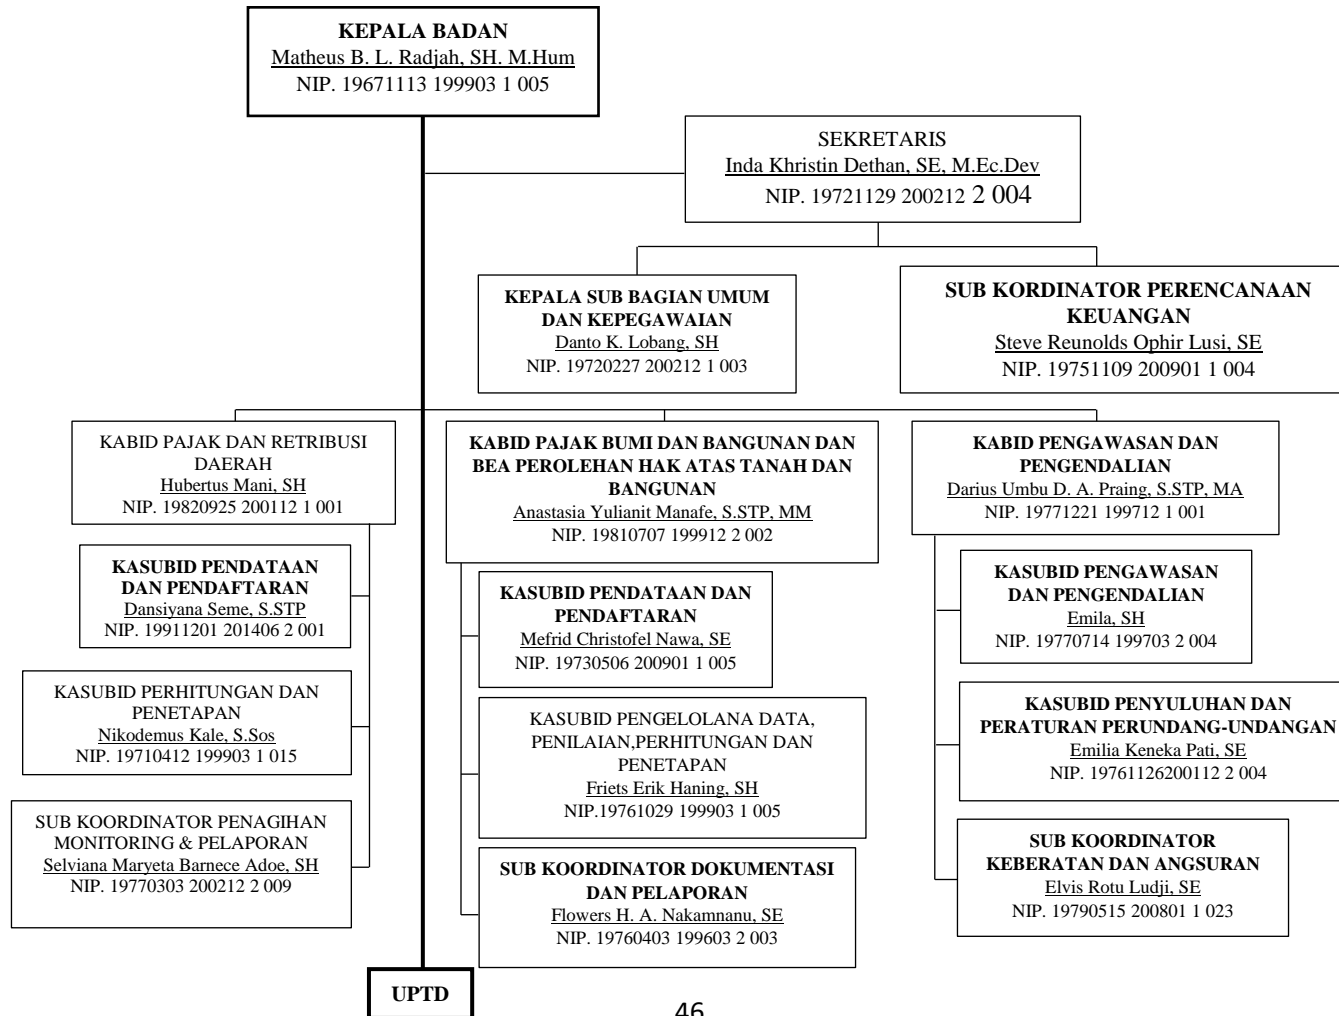 KEPALA BADAN
Matheus B. L. Radjah, SH. M.Hum
NIP. 19671113 199903 1 005
SEKRETARIS
Inda Khristin Dethan, SE, M.Ec.Dev
NIP. 19721129 200212 2 004
KEPALA SUB BAGIAN UMUM
DAN KEPEGAWAIAN
Danto K. Lobang, SH
NIP. 19720227 200212 1 003
SUB KORDINATOR PERENCANAAN
KEUANGAN
Steve Reunolds Ophir Lusi, SE
NIP. 19751109 200901 1 004
KABID PAJAK DAN RETRIBUSI
DAERAH
Hubertus Mani, SH
NIP. 19820925 200112 1 001
KASUBID PENDATAAN
DAN PENDAFTARAN
Dansiyana Seme, S.STP
NIP. 19911201 201406 2 001
KASUBID PERHITUNGAN DAN
PENETAPAN
Nikodemus Kale, S.Sos
NIP. 19710412 199903 1 015
SUB KOORDINATOR PENAGIHAN
MONITORING & PELAPORAN
Selviana Maryeta Barnece Adoe, SH
NIP. 19770303 200212 2 009
KABID PAJAK BUMI DAN BANGUNAN DAN
BEA PEROLEHAN HAK ATAS TANAH DAN
BANGUNAN
Anastasia Yulianit Manafe, S.STP, MM
NIP. 19810707 199912 2 002
KASUBID PENDATAAN DAN
PENDAFTARAN
Mefrid Christofel Nawa, SE
NIP. 19730506 200901 1 005
KASUBID PENGELOLANA DATA,
PENILAIAN,PERHITUNGAN DAN
PENETAPAN
Friets Erik Haning, SH
NIP.19761029 199903 1 005
SUB KOORDINATOR DOKUMENTASI
DAN PELAPORAN
Flowers H. A. Nakamnanu, SE
NIP. 19760403 199603 2 003
KABID PENGAWASAN DAN
PENGENDALIAN
Darius Umbu D. A. Praing, S.STP, MA
NIP. 19771221 199712 1 001
KASUBID PENGAWASAN
DAN PENGENDALIAN
Emila, SH
NIP. 19770714 199703 2 004
KASUBID PENYULUHAN DAN
PERATURAN PERUNDANG-UNDANGAN
Emilia Keneka Pati, SE
NIP. 19761126200112 2 004
SUB KOORDINATOR
KEBERATAN DAN ANGSURAN
Elvis Rotu Ludji, SE
NIP. 19790515 200801 1 023
UPTD
46